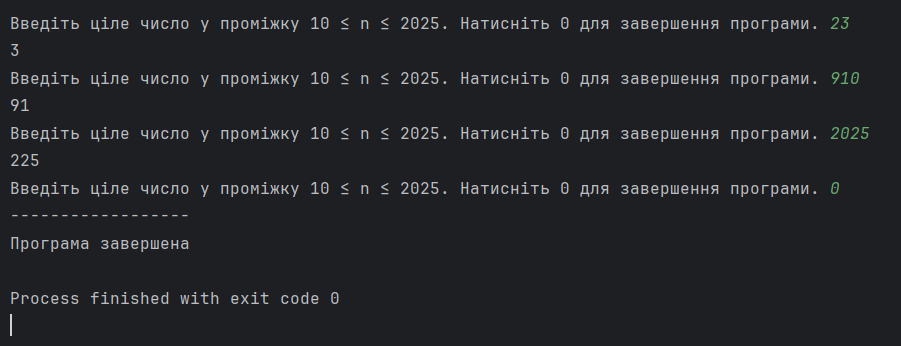 Введіть ціле число у проміжку 10 ≤ n ≤ 2025. Натисніть 0 для завершення програми. 23
3
Введіть ціле число у проміжку 10 ≤ n ≤ 2025. Натисніть 0 для завершення програми. 910
91
Введіть ціле число у проміжку 10 ≤ n ≤ 2025. Натисніть 0 для завершення програми. 2025
225
Введіть ціле число у проміжку 10 ≤ n ≤ 2025. Натисніть 0 для завершення програми. 0
------------------
Програма завершена
Process finished with exit code 0